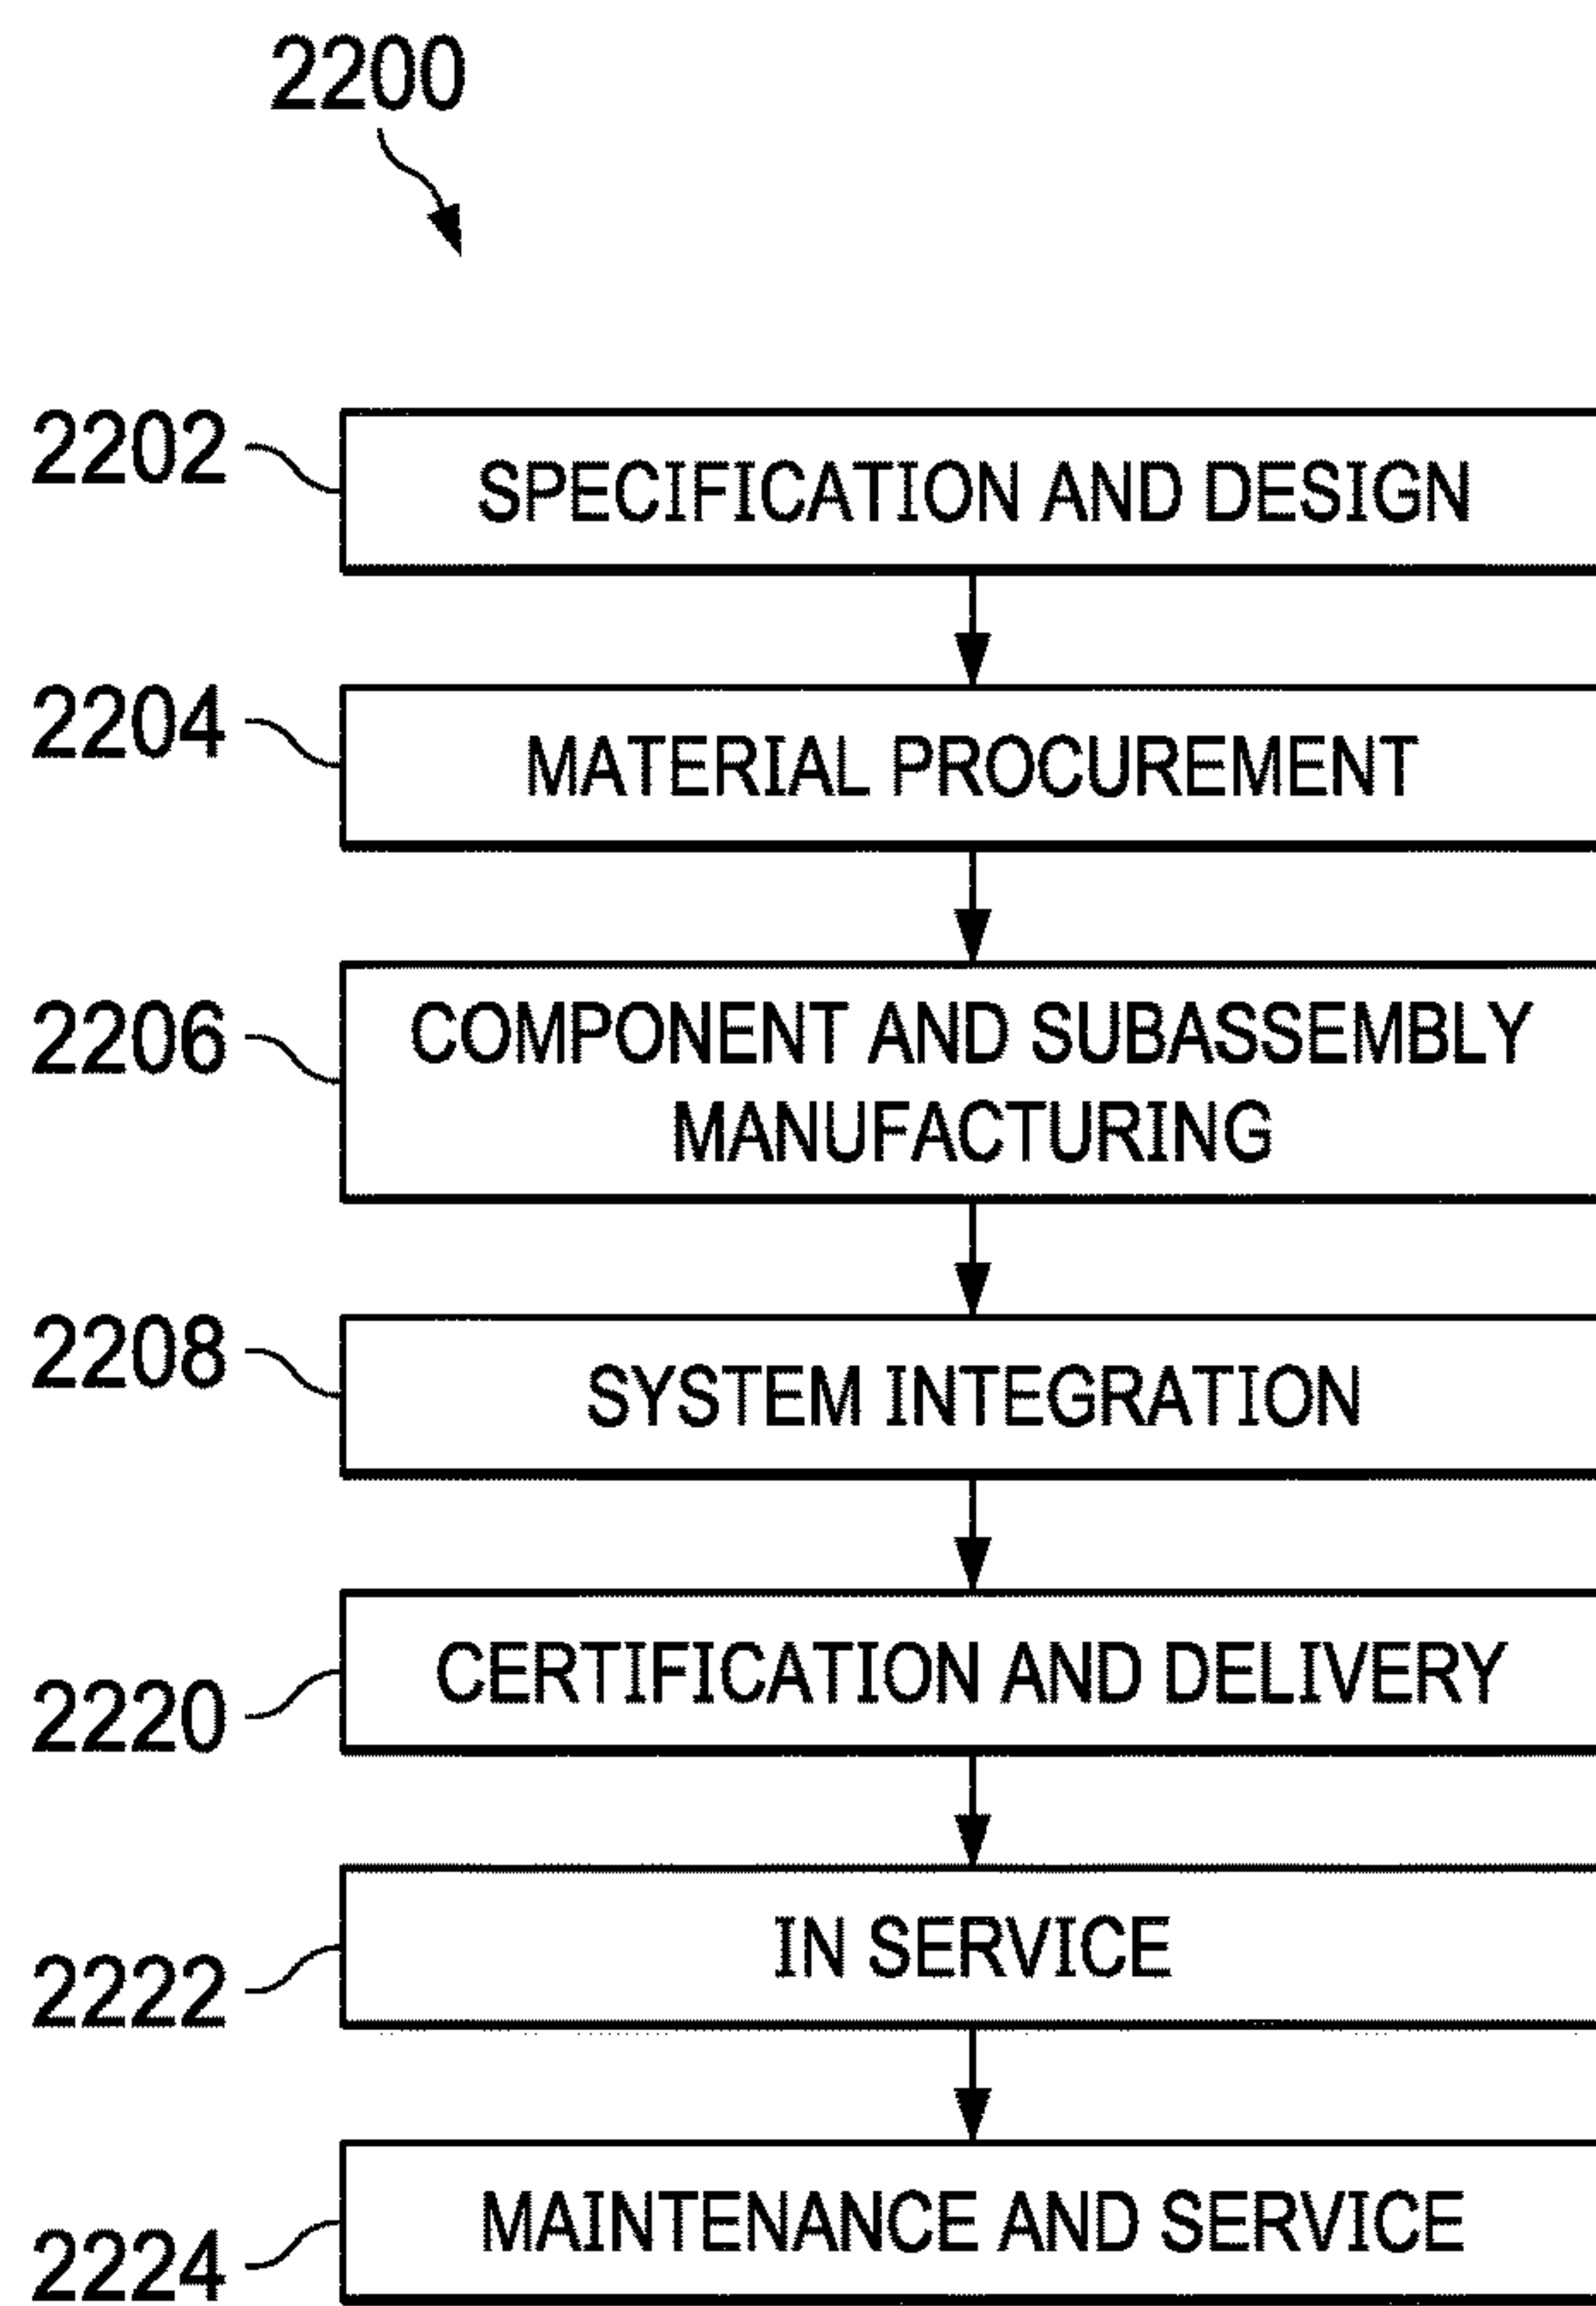 2200
2202
SPECIFICATION AND DESIGN
2204
MATERIAL PROCUREMENT
2206
COMPONENT AND SUBASSEMBLY
MANUFACTURING
2208
SYSTEM INTEGRATION
2220
CERTIFICATION AND DELIVERY
2222
IN SERVICE
2224
MAINTENANCE AND SERVICE